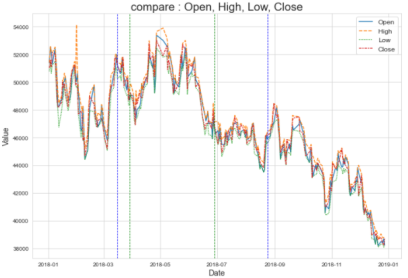 compare : Open, High, Low, Close
Open
High
Low
Close
Value
54000
52000
50000
48000
46000
44000
42000
40000
38000
2018-01
2018-03
2018-05
2018-07
2018-09
2018-11
2019-01
Date